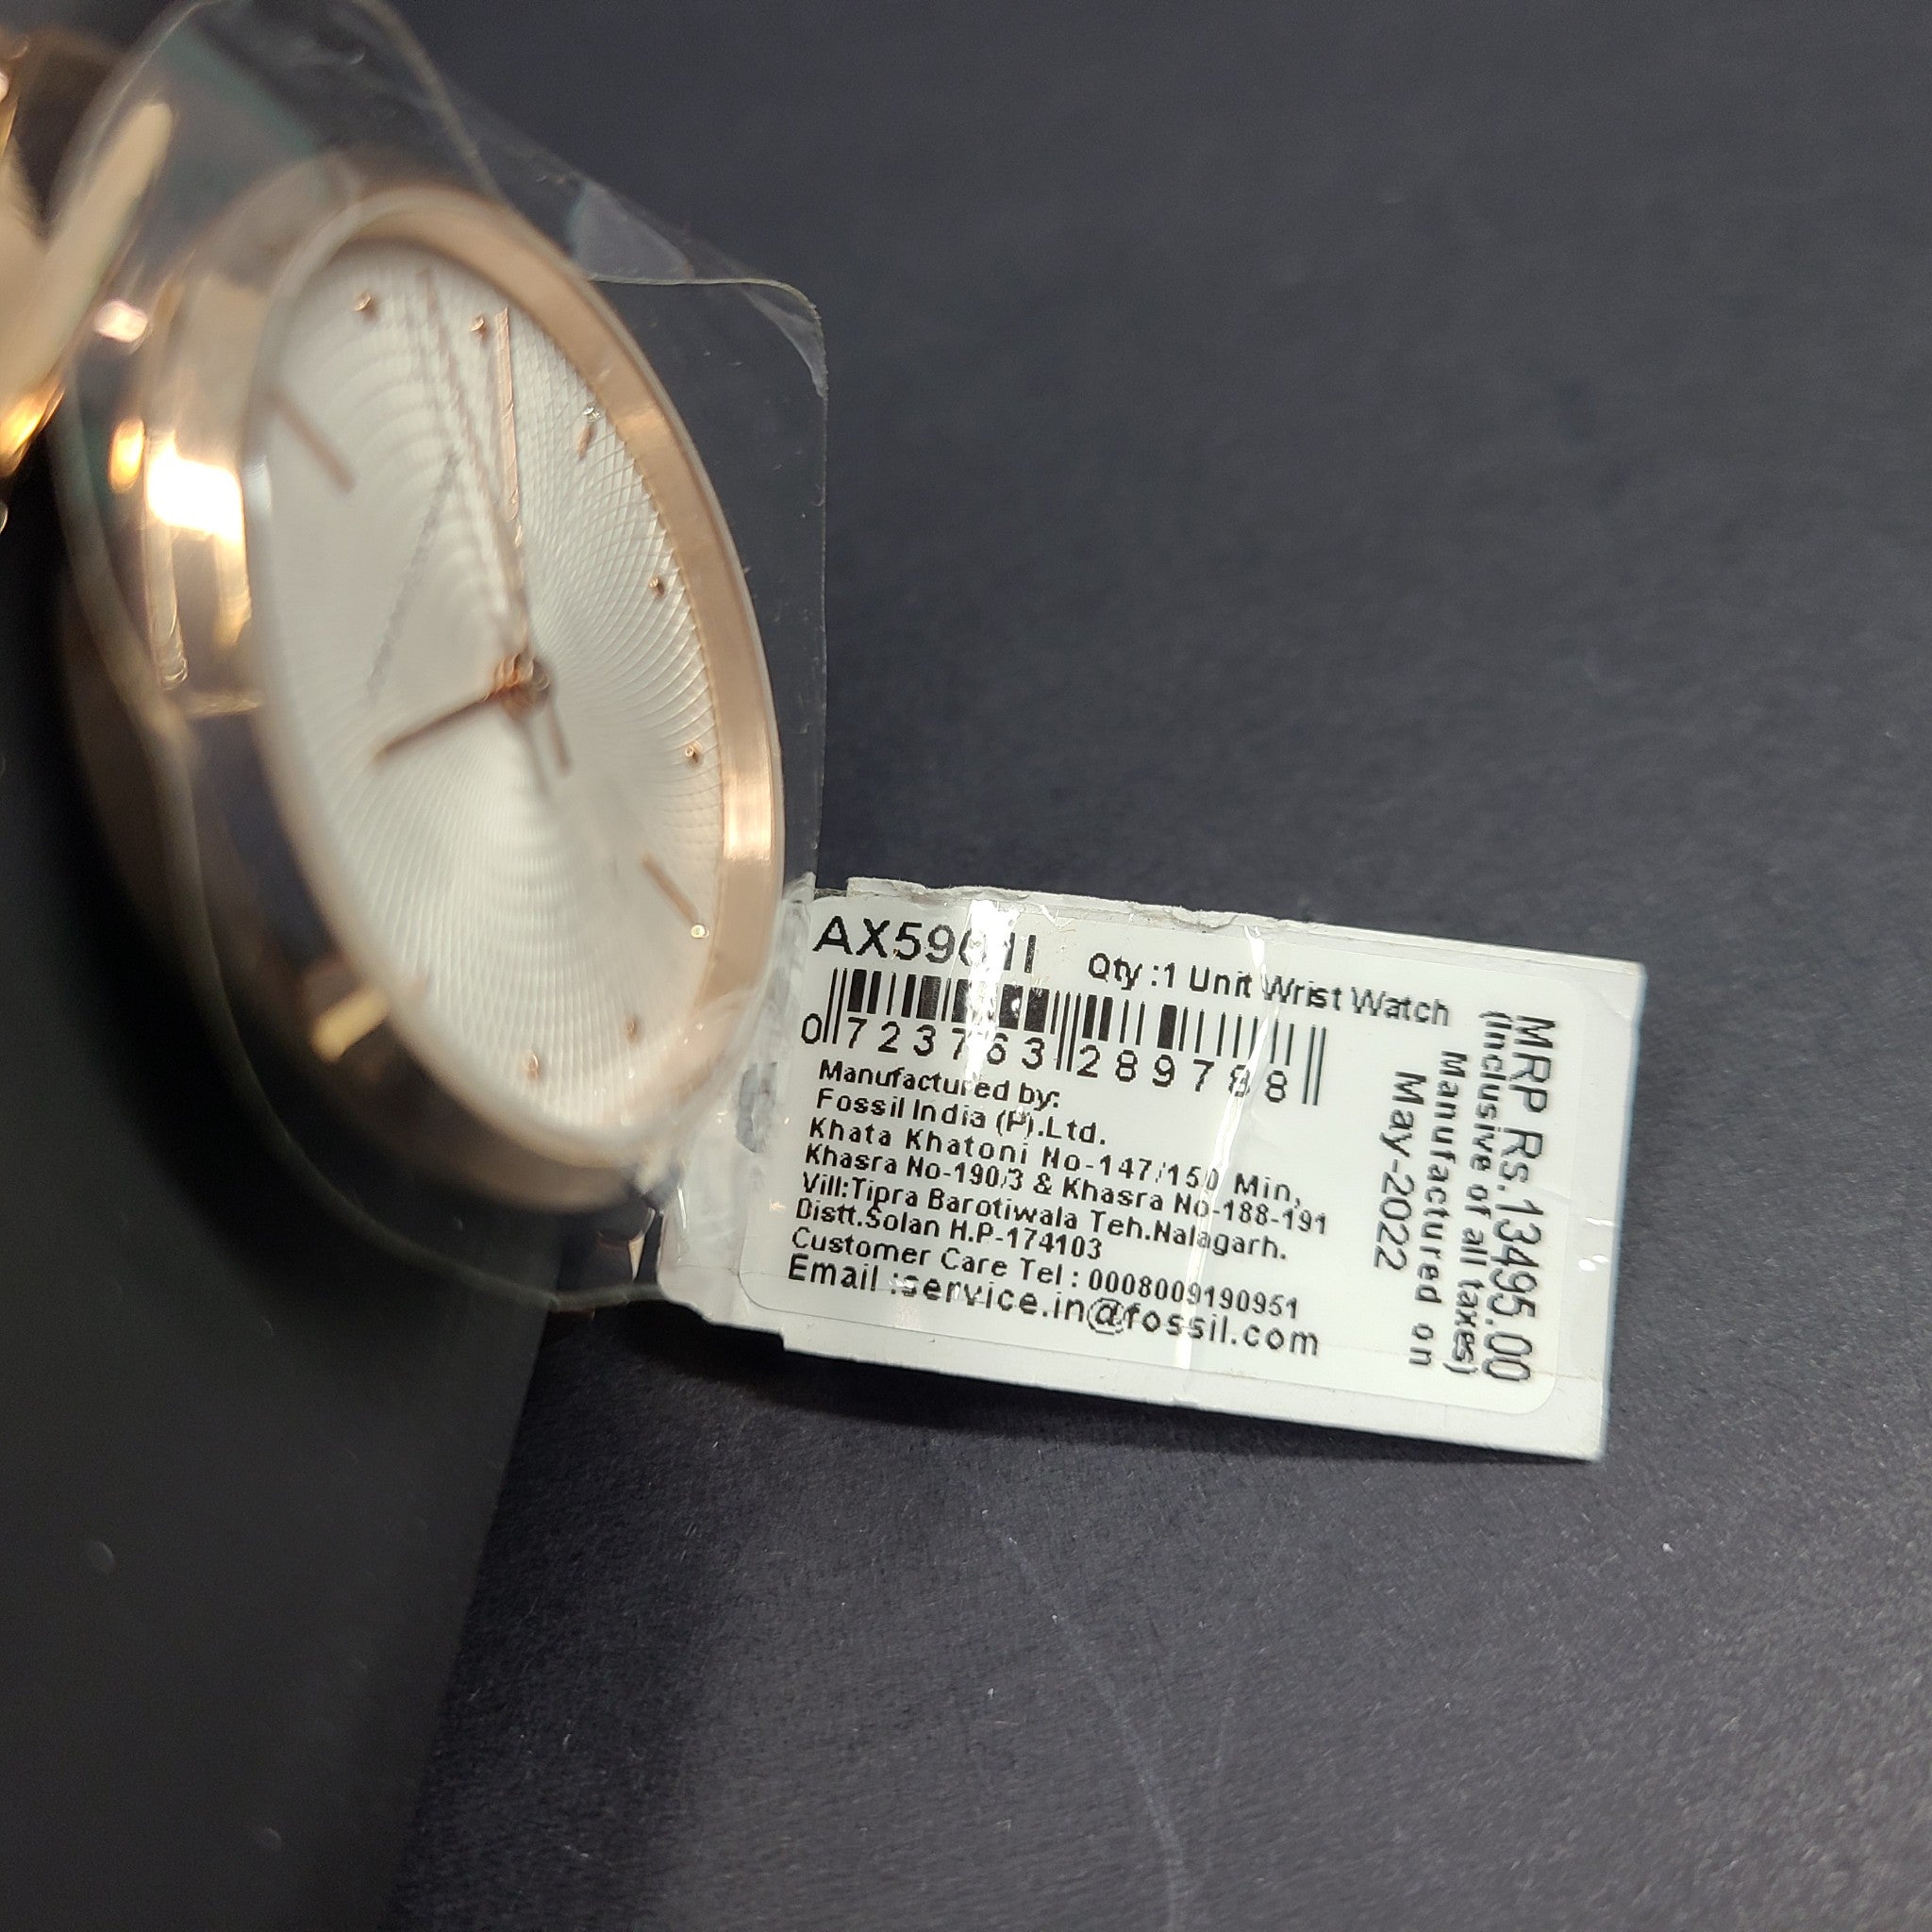 Qty :1 Unit Wrist Watch
0 723763 289788
Manufactured by:
Fossil India (P).Ltd.
Khata Khatoni No-147/150 Min,
Khasra No-190/3 & Khasra No-188-191
Vill:Tipra Barotiwala Teh.Nalagarh.
Distt.Solan H.P-174103
Customer Care Tel : 0008009190951
Email :service.in@fossil.com
MRP Rs.13495.00
(Inclusive of all taxes)
Manufactured on
May-2022